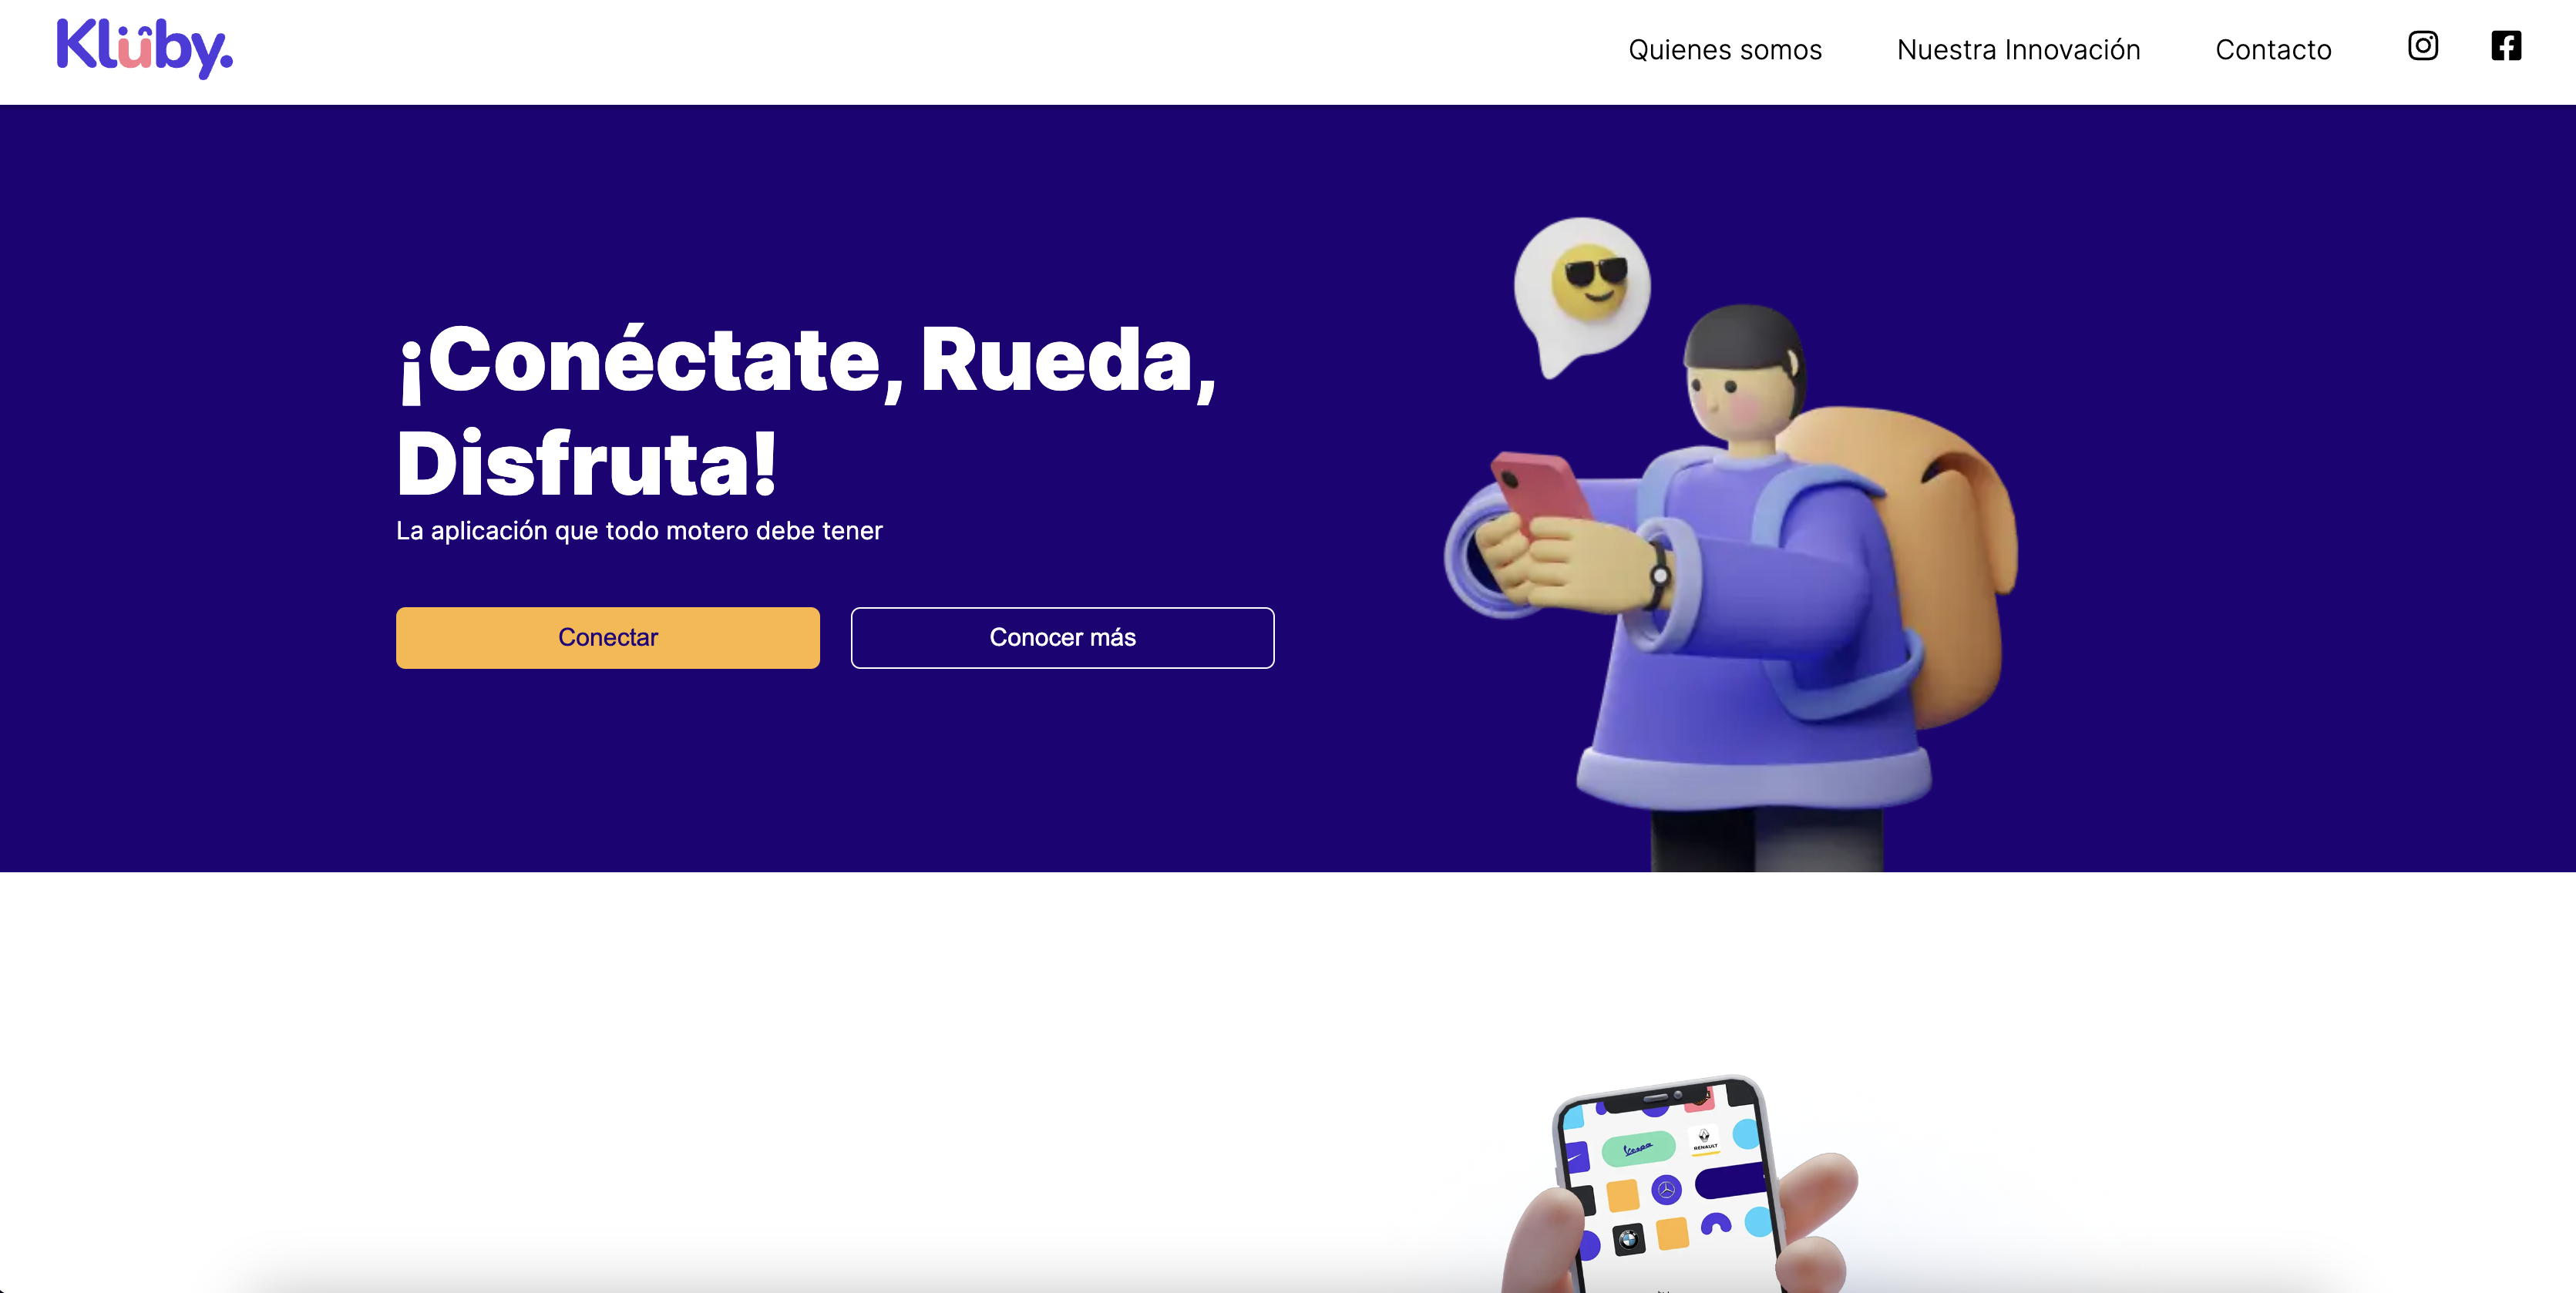 Klüby.
Quienes somos
Nuestra Innovación
Contacto
¡Conéctate, Rueda,
Disfruta!
La aplicación que todo motero debe tener
Conectar
Conocer más
Vespa
RENAULT